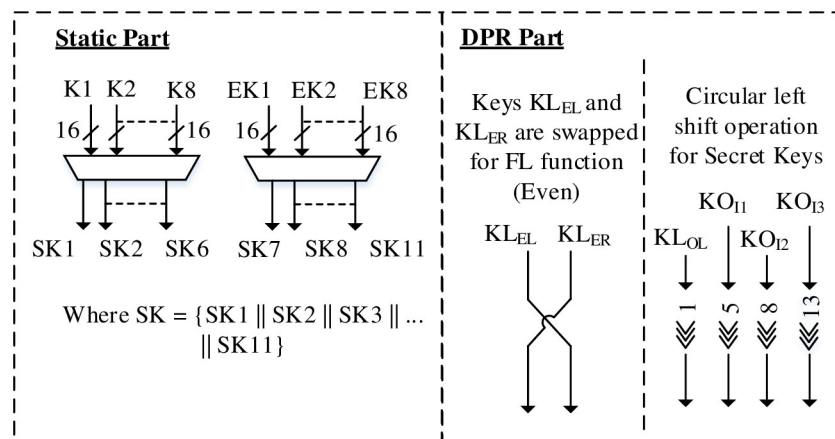 Static Part
K1 K2 K8 EK1 EK2 EK8
16 16 16 16
SK1 SK2 SK6 SK7 SK8 SK11
Where SK = {SK1 || SK2 || SK3 || ...
|| SK11}
DPR Part
Keys KL_EL and
KL_ER are swapped
for FL function
(Even)
KL_EL KL_ER
Circular left
shift operation
for Secret Keys
KO_I1 KO_I3
KL_OL KO_I2
1 5 8 13